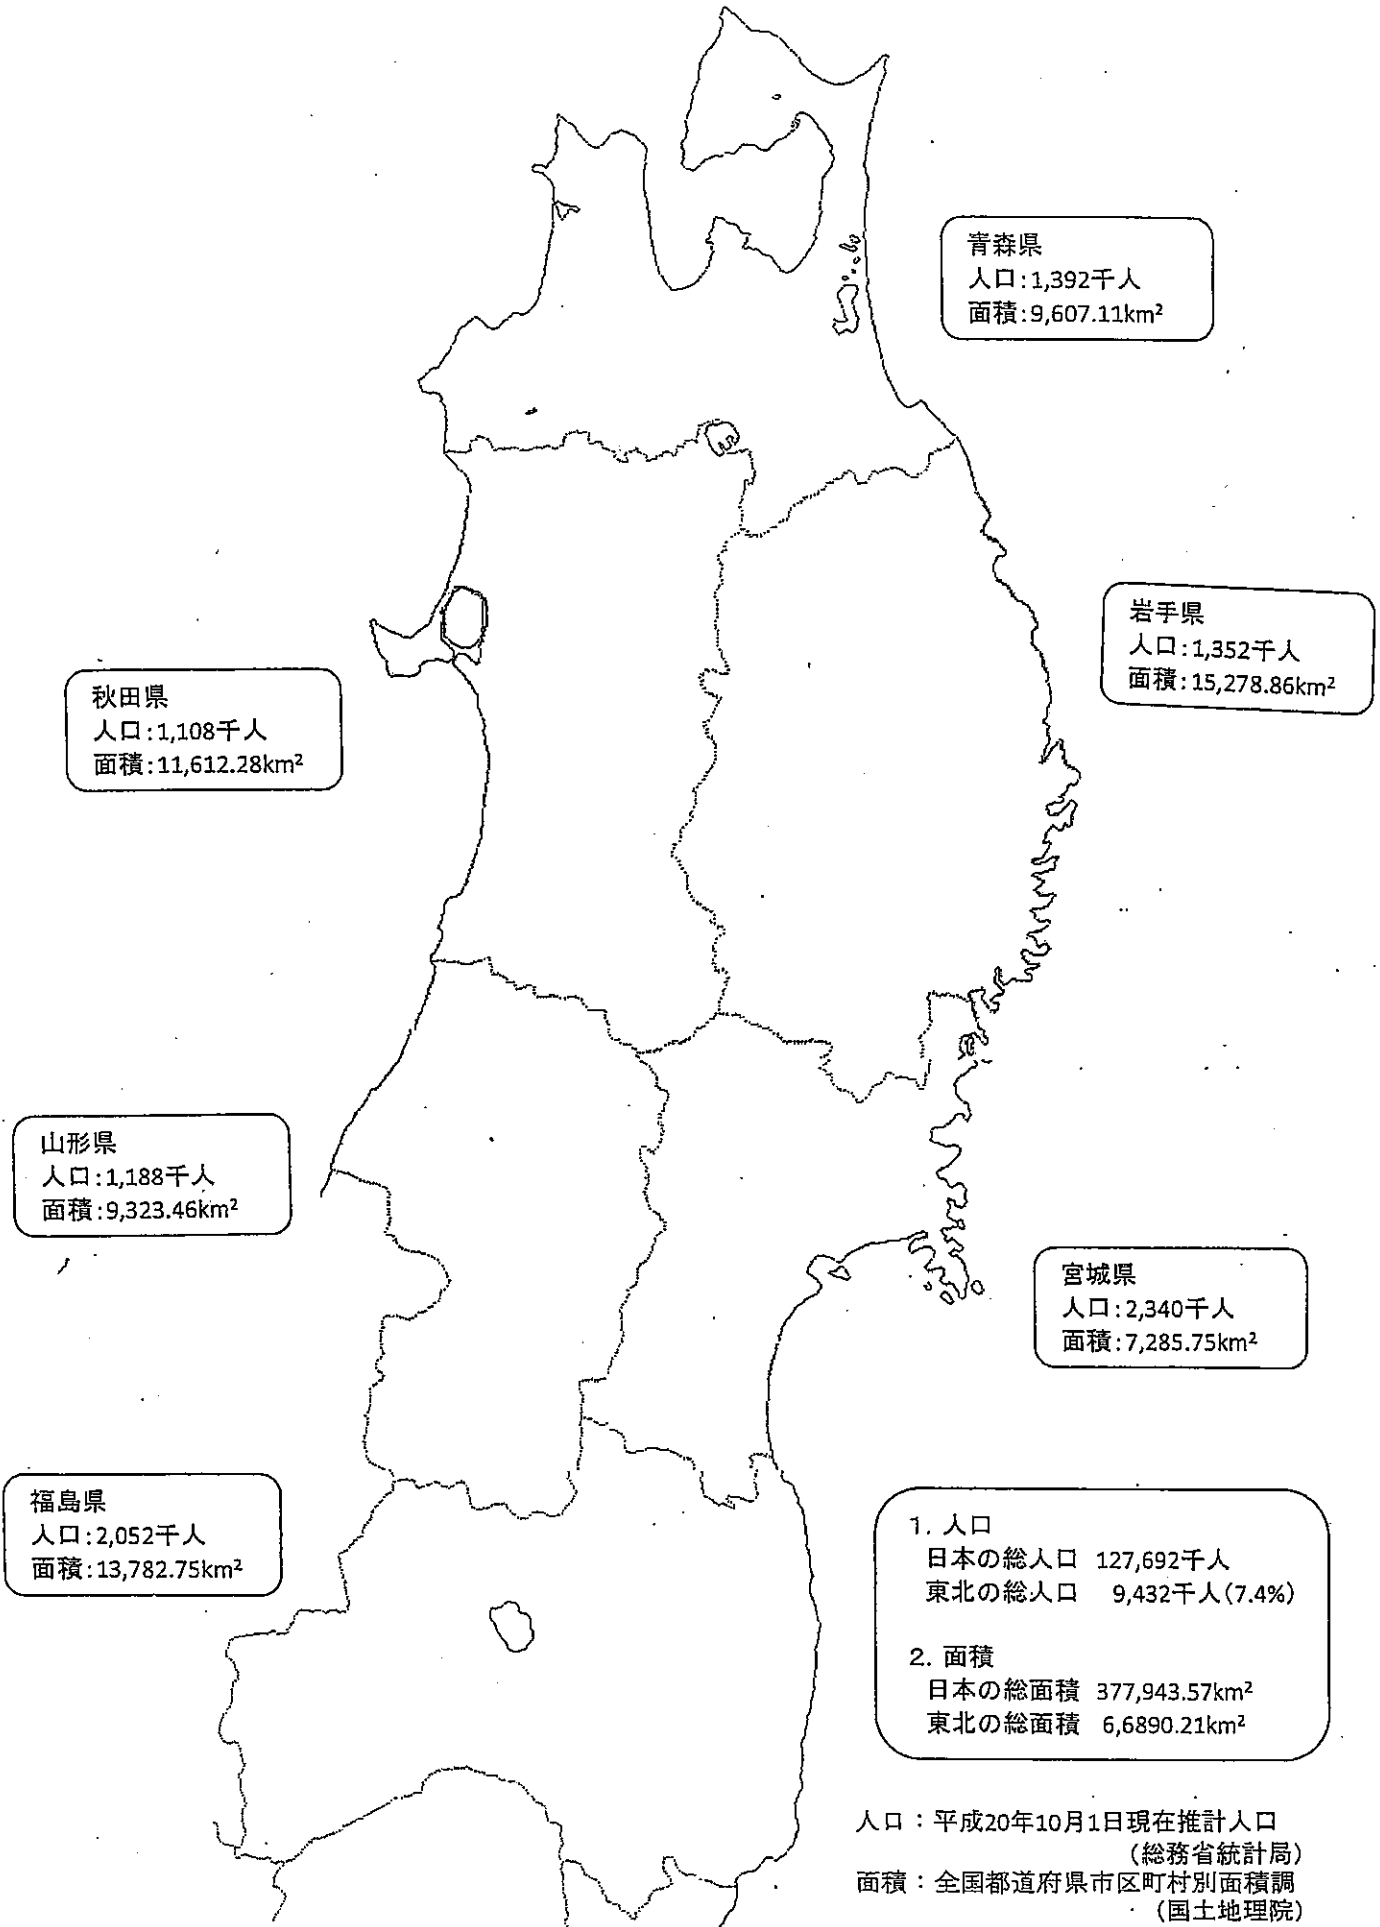 青森県
人口:1,392千人
面積:9,607.11km²
岩手県
人口:1,352千人
面積:15,278.86km²
秋田県
人口:1,108千人
面積:11,612.28km²
山形県
人口:1,188千人
面積:9,323.46km²
宮城県
人口:2,340千人
面積:7,285.75km²
福島県
人口:2,052千人
面積:13,782.75km²
1. 人口
日本の総人口 127,692千人
東北の総人口 9,432千人(7.4%)
2. 面積
日本の総面積 377,943.57km²
東北の総面積 6,6890.21km²
人口：平成20年10月1日現在推計人口
(総務省統計局)
面積：全国都道府県市区町村別面積調
(国土地理院)